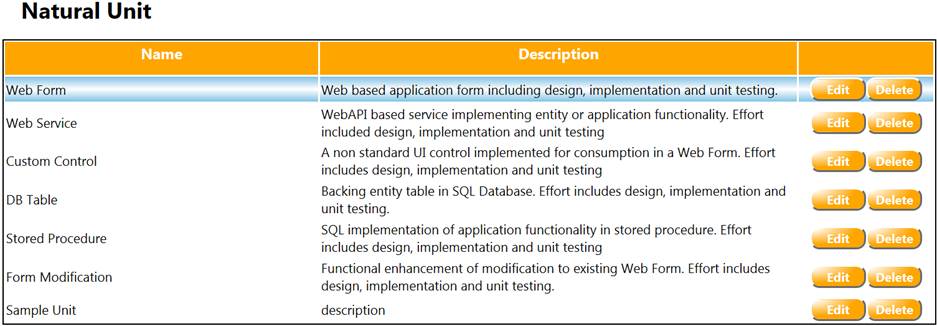 Natural Unit
Name Description
Web Form Web based application form including design, implementation and unit testing. Edit Delete
Web Service WebAPI based service implementing entity or application functionality. Effort
included design, implementation and unit testing Edit Delete
Custom Control A non standard UI control implemented for consumption in a Web Form. Effort
includes design, implementation and unit testing Edit Delete
DB Table Backing entity table in SQL Database. Effort includes design, implementation and
unit testing. Edit Delete
Stored Procedure SQL implementation of application functionality in stored procedure. Effort
includes design, implementation and unit testing Edit Delete
Form Modification Functional enhancement of modification to existing Web Form. Effort includes
design, implementation and unit testing. Edit Delete
Sample Unit description Edit Delete